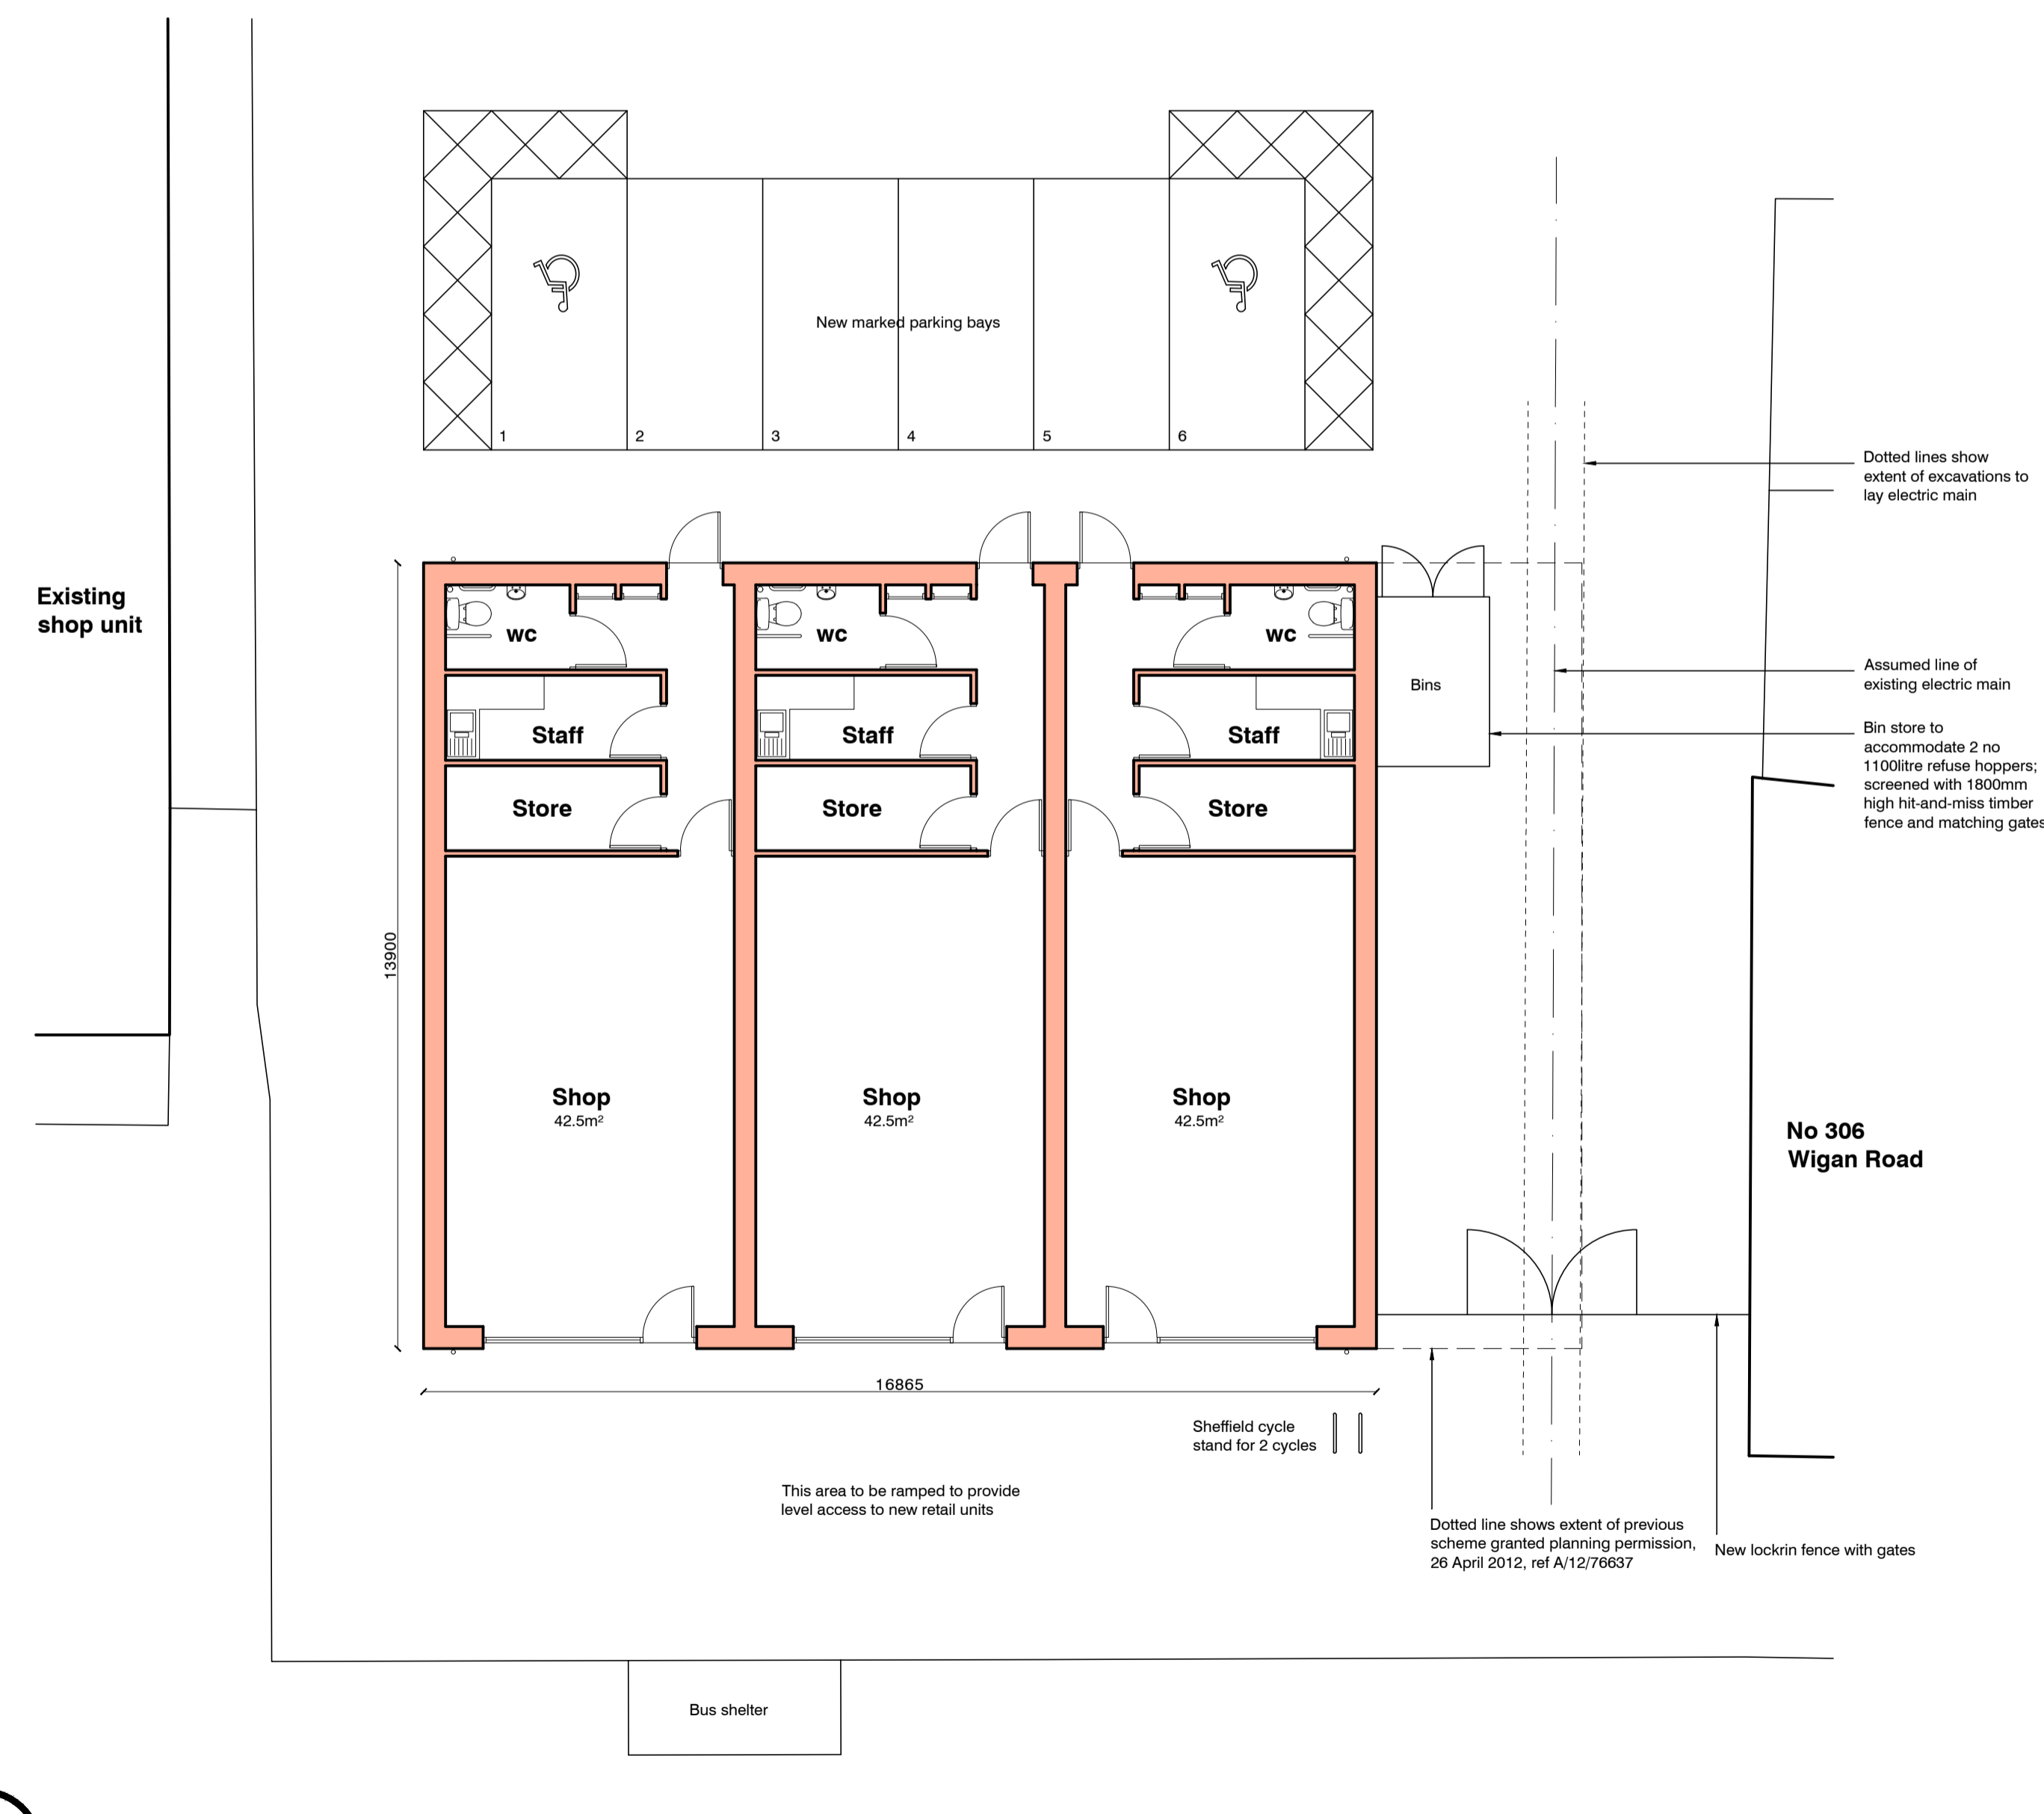 New marked parking bays
1
2
3
4
5
6
Dotted lines show
extent of excavations to
lay electric main
Existing
shop unit
wc
wc
wc
Assumed line of
existing electric main
Bins
Staff
Staff
Staff
Bin store to
accommodate 2 no
1100litre refuse hoppers;
screened with 1800mm
high hit-and-miss timber
fence and matching gates
Store
Store
Store
13900
Shop
42.5m²
Shop
42.5m²
Shop
42.5m²
No 306
Wigan Road
16865
Sheffield cycle
stand for 2 cycles
This area to be ramped to provide
level access to new retail units
Dotted line shows extent of previous
scheme granted planning permission,
26 April 2012, ref A/12/76637
New lockrin fence with gates
Bus shelter